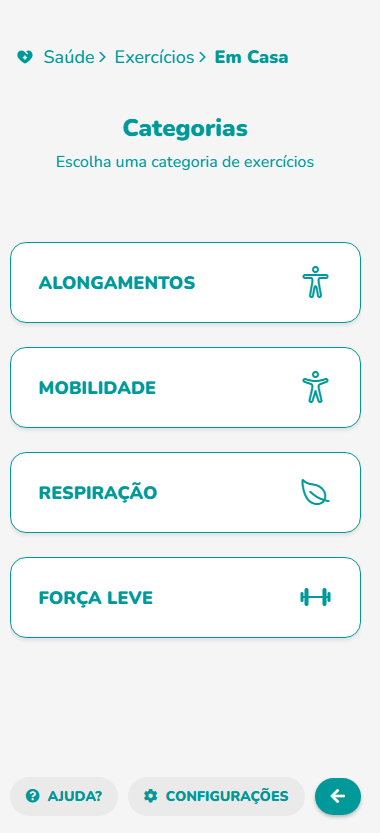 Saúde > Exercícios > Em Casa
Categorias
Escolha uma categoria de exercícios
ALONGAMENTOS
MOBILIDADE
RESPIRAÇÃO
FORÇA LEVE
AJUDA? CONFIGURAÇÕES